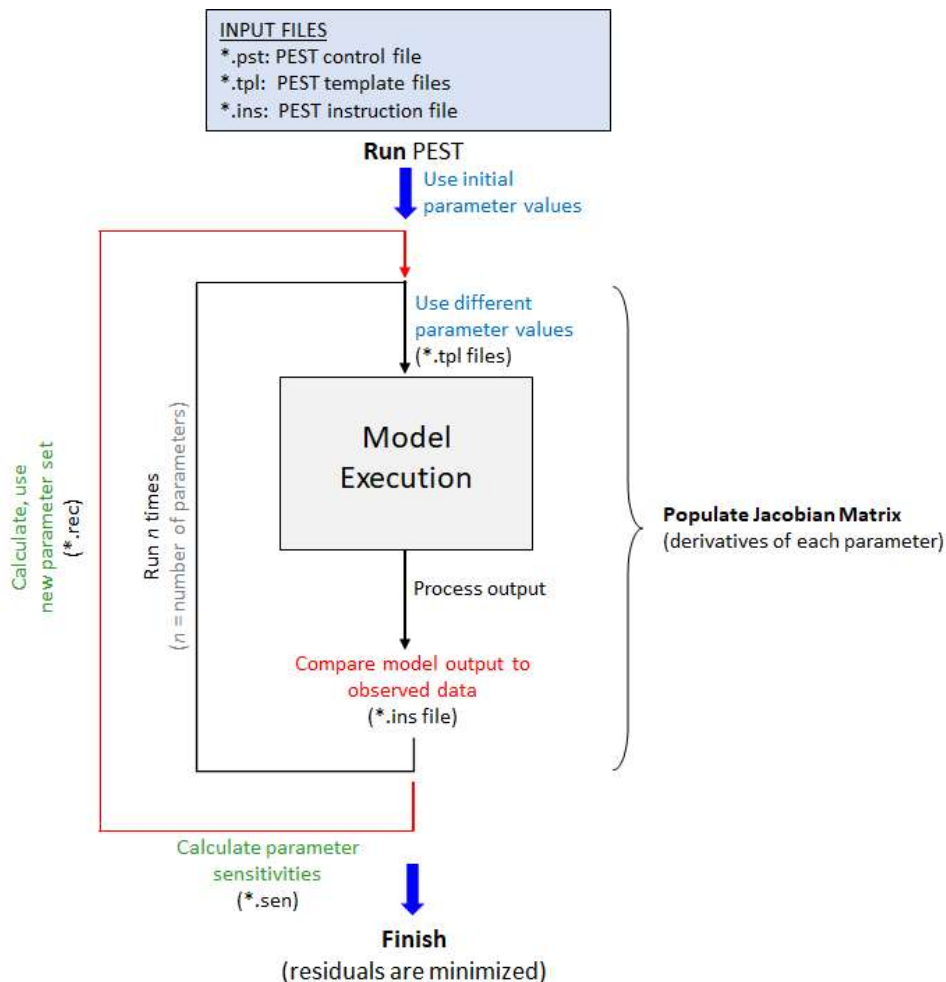 INPUT FILES
*.pst: PEST control file
*.tpl: PEST template files
*.ins: PEST instruction file
Run PEST
Use initial
parameter values
Use different
parameter values
(*.tpl files)
Model
Execution
Process output
Compare model output to
observed data
(*.ins file)
Run n times
(n = number of parameters)
Calculate, use
new parameter set
(*.rec)
Populate Jacobian Matrix
(derivatives of each parameter)
Calculate parameter
sensitivities
(*.sen)
Finish
(residuals are minimized)